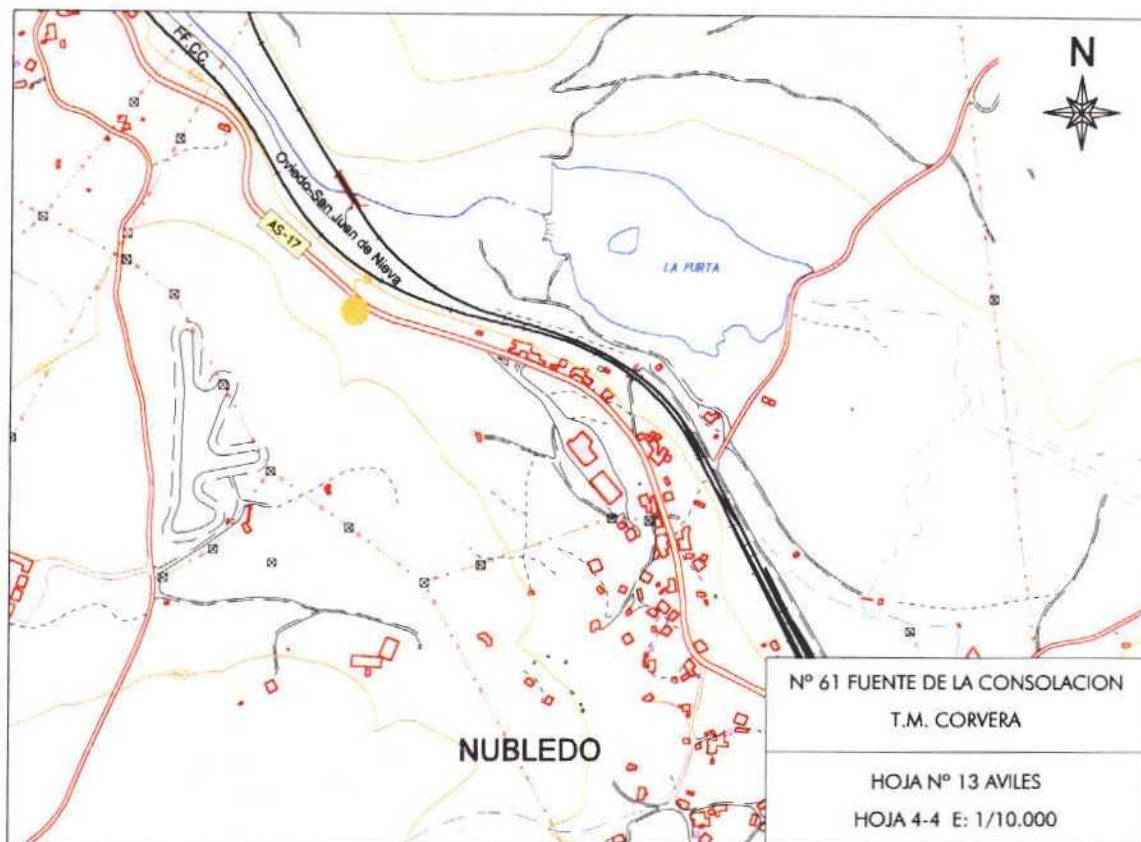 N
FF.CC.
Oviedo-San Juan de Nieva
AS-17
LA FURTA
NUBLEDO
Nº 61 FUENTE DE LA CONSOLACION
T.M. CORVERA
HOJA Nº 13 AVILES
HOJA 4-4 E: 1/10.000